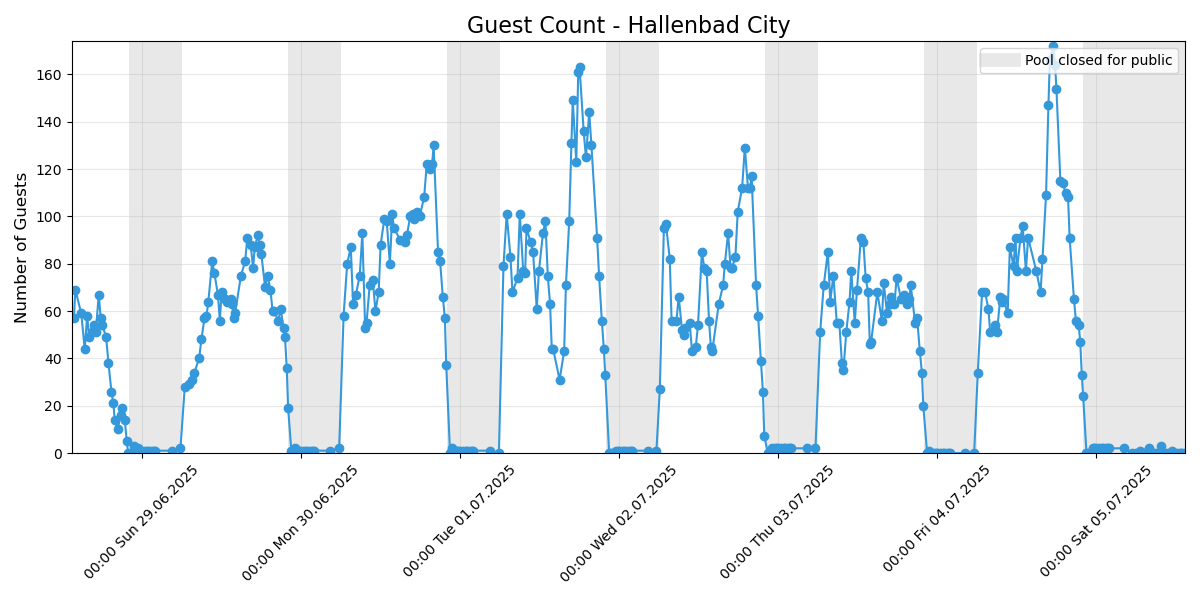 Guest Count - Hallenbad City
Pool closed for public
Number of Guests
160
140
120
100
80
60
40
20
0
00:00 Sun 29.06.2025
00:00 Mon 30.06.2025
00:00 Tue 01.07.2025
00:00 Wed 02.07.2025
00:00 Thu 03.07.2025
00:00 Fri 04.07.2025
00:00 Sat 05.07.2025